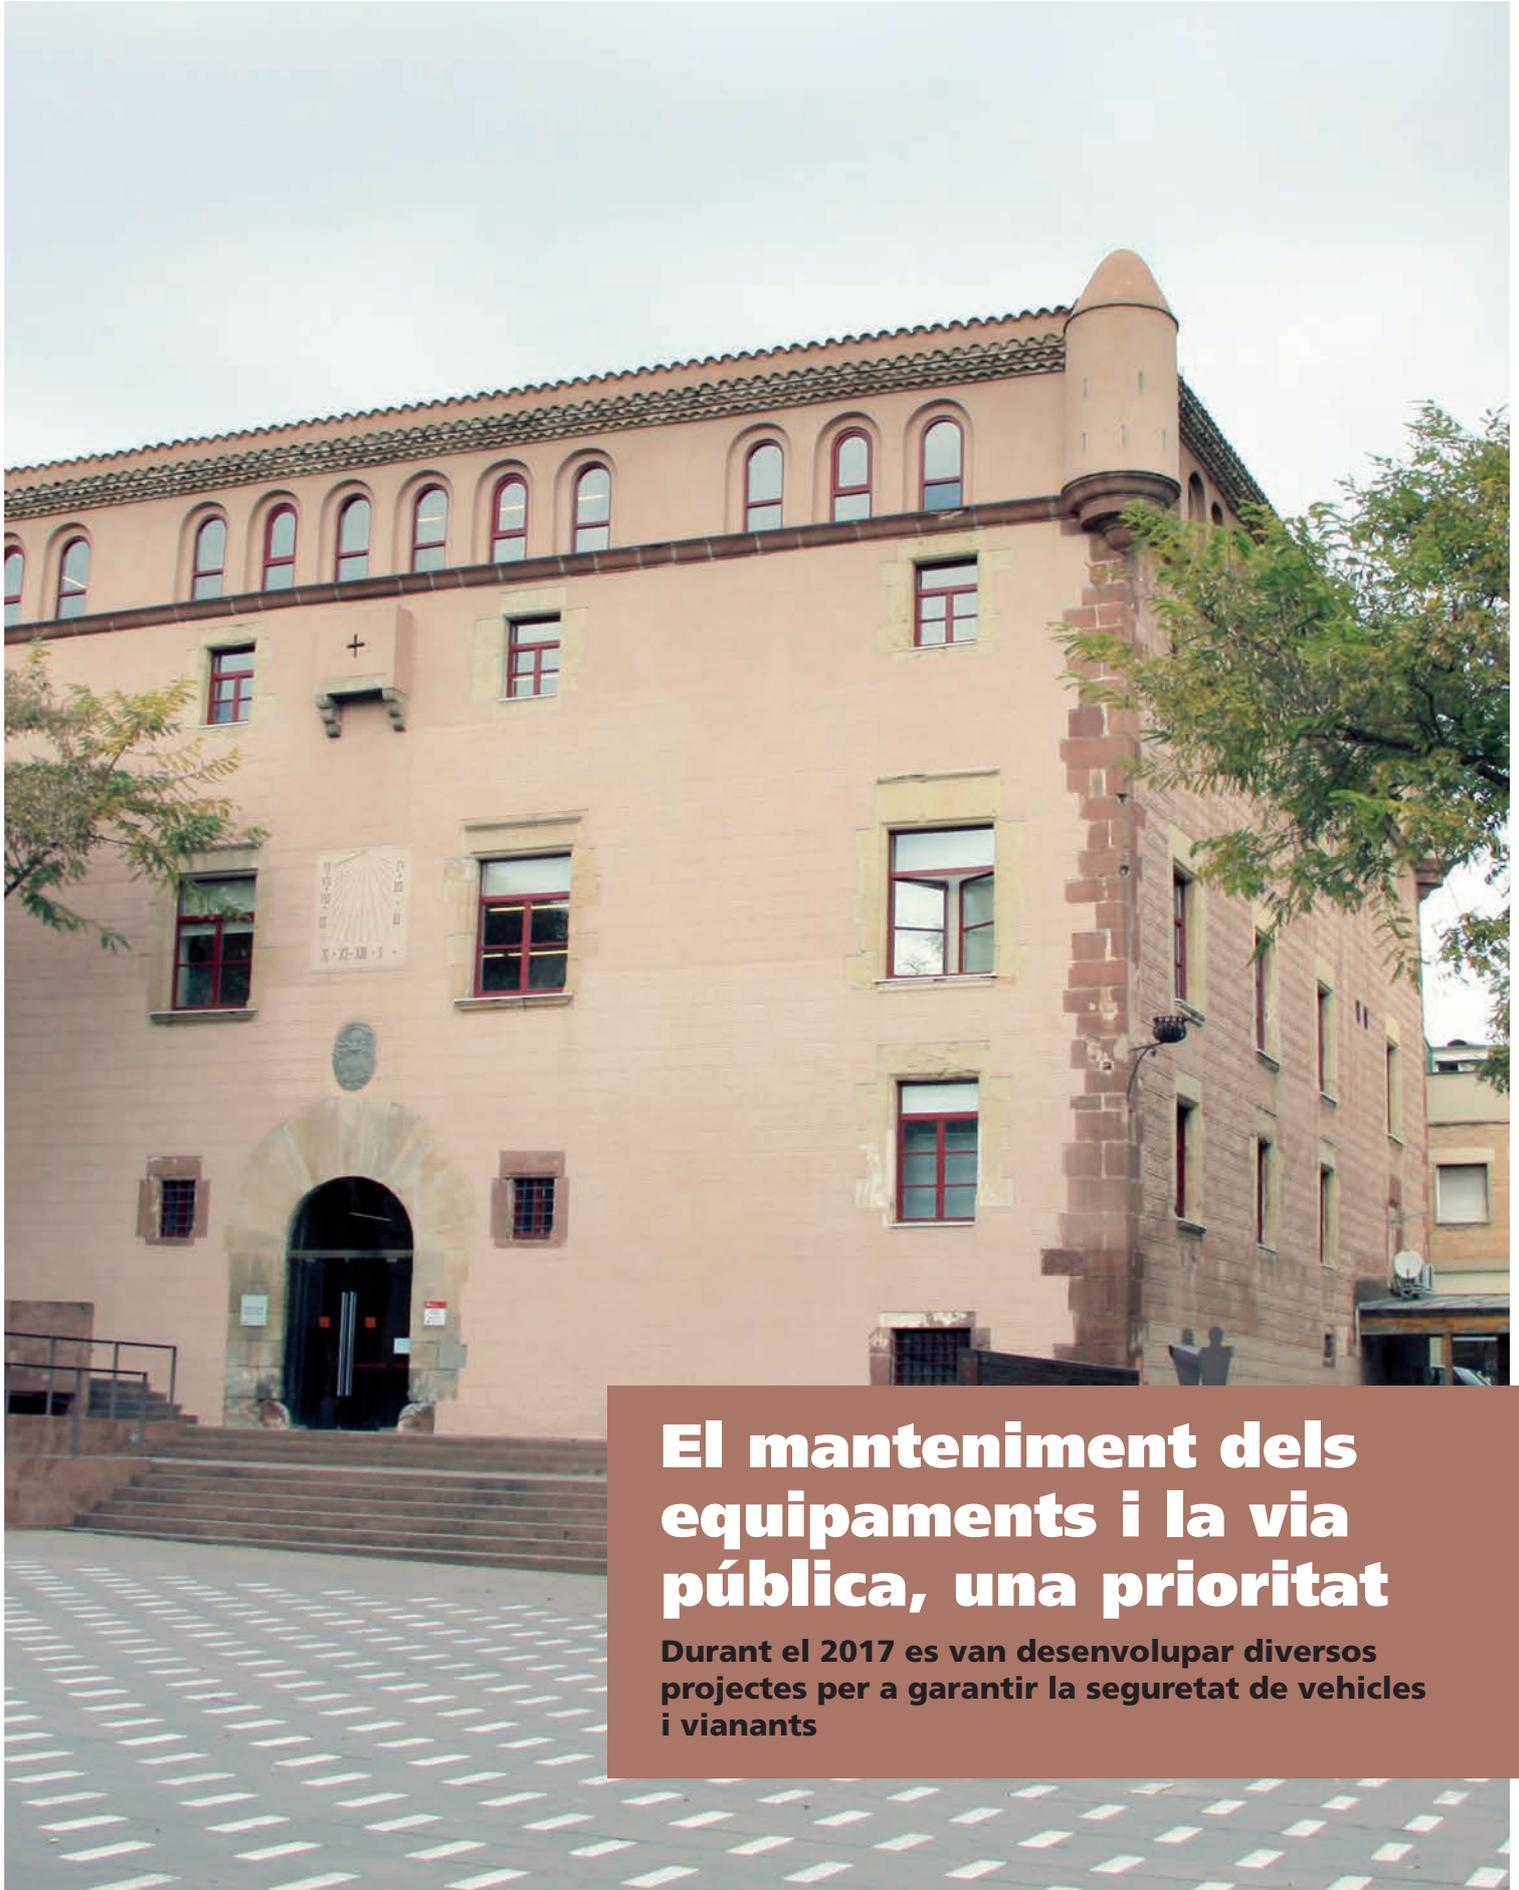 El manteniment dels
equipaments i la via
pública, una prioritat
Durant el 2017 es van desenvolupar diversos
projectes per a garantir la seguretat de vehicles
i vianants